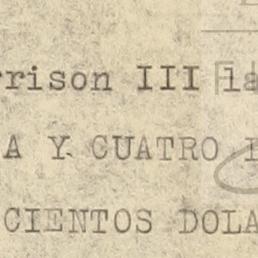 rrison III la
A Y CUATRO
CIENTOS DOLA